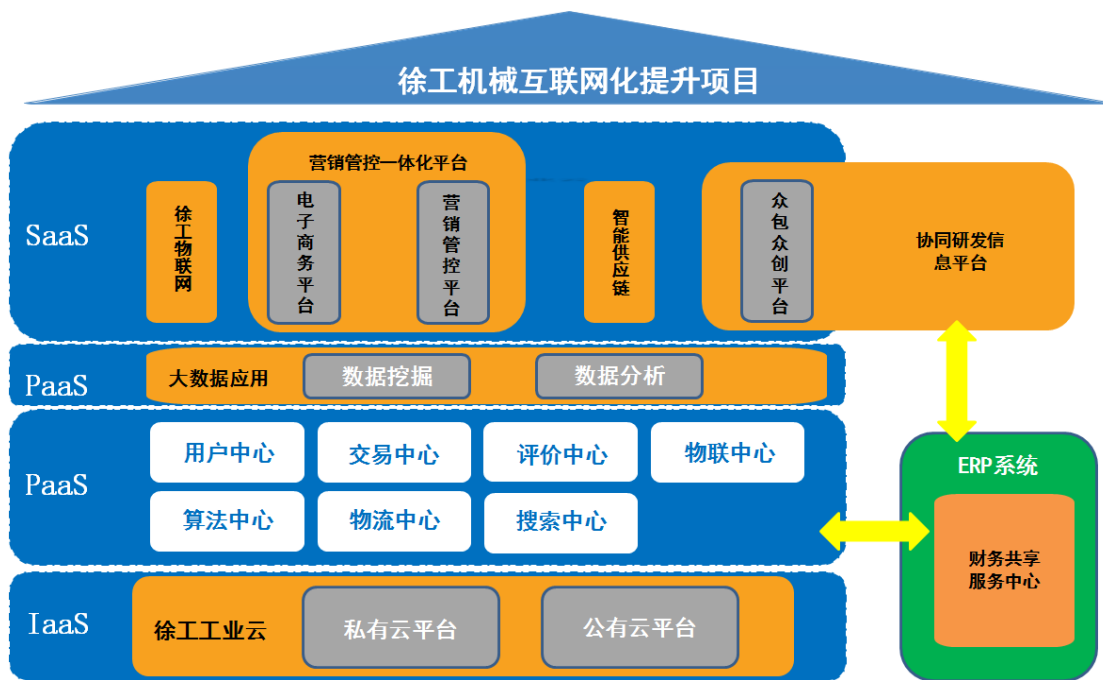 徐工机械互联网化提升项目
SaaS
徐工物联网
营销管控一体化平台
电子商务平台
营销管控平台
智能供应链
众包众创平台
协同研发信
息平台
PaaS
大数据应用
数据挖掘
数据分析
PaaS
用户中心
交易中心
评价中心
物联中心
算法中心
物流中心
搜索中心
ERP系统
财务共享
服务中心
IaaS
徐工工业云
私有云平台
公有云平台